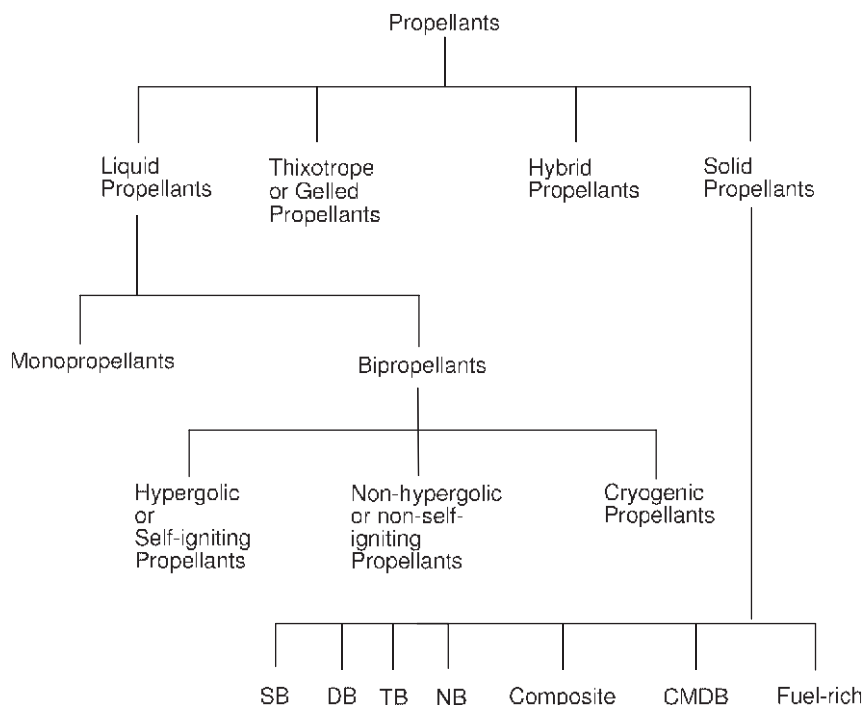 Propellants
Liquid
Propellants
Thixotrope
or Gelled
Propellants
Hybrid
Propellants
Solid
Propellants
Monopropellants
Bipropellants
Hypergolic
or
Self-igniting
Propellants
Non-hypergolic
or non-self-
igniting
Propellants
Cryogenic
Propellants
SB DB TB NB Composite CMDB Fuel-rich